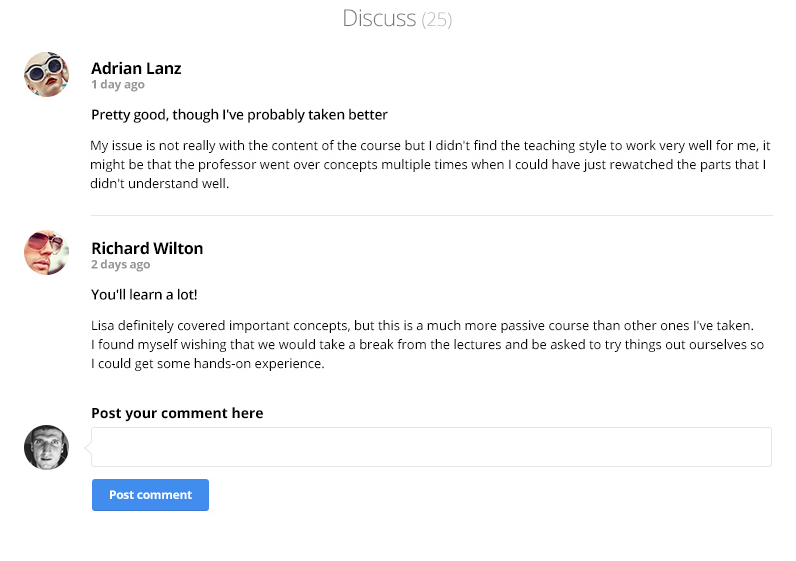 Discuss (25)
Adrian Lanz
1 day ago
Pretty good, though I've probably taken better
My issue is not really with the content of the course but I didn't find the teaching style to work very well for me, it
might be that the professor went over concepts multiple times when I could have just rewatched the parts that I
didn't understand well.
Richard Wilton
2 days ago
You'll learn a lot!
Lisa definitely covered important concepts, but this is a much more passive course than other ones I've taken.
I found myself wishing that we would take a break from the lectures and be asked to try things out ourselves so
I could get some hands-on experience.
Post your comment here
Post comment